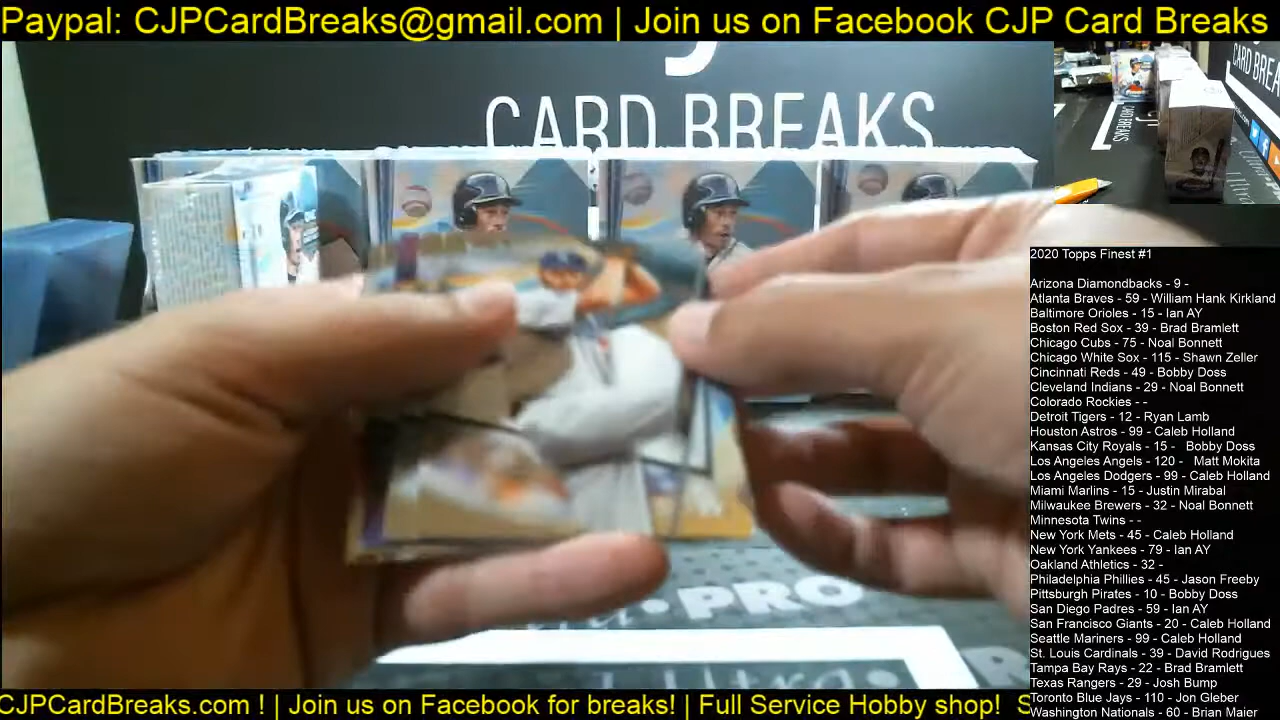 Paypal: CJPCardBreaks@gmail.com | Join us on Facebook CJP Card Breaks
CARD BREAKS
CARD BREA
BREAKS
2020 Topps Finest #1
Arizona Diamondbacks - 9 -
Atlanta Braves - 59 - William Hank Kirkland
Baltimore Orioles - 15 - Ian AY
Boston Red Sox - 39 - Brad Bramlett
Chicago Cubs - 75 - Noal Bonnett
Chicago White Sox - 115 - Shawn Zeller
Cincinnati Reds - 49 - Bobby Doss
Cleveland Indians - 29 - Noal Bonnett
Colorado Rockies - -
Detroit Tigers - 12 - Ryan Lamb
Houston Astros - 99 - Caleb Holland
Kansas City Royals - 15 - Bobby Doss
Los Angeles Angels - 120 - Matt Mokita
Los Angeles Dodgers - 99 - Caleb Holland
Miami Marlins - 15 - Justin Mirabal
Milwaukee Brewers - 32 - Noal Bonnett
Minnesota Twins - -
New York Mets - 45 - Caleb Holland
New York Yankees - 79 - Ian AY
Oakland Athletics - 32 -
Philadelphia Phillies - 45 - Jason Freeby
Pittsburgh Pirates - 10 - Bobby Doss
San Diego Padres - 59 - Ian AY
San Francisco Giants - 20 - Caleb Holland
Seattle Mariners - 99 - Caleb Holland
St. Louis Cardinals - 39 - David Rodrigues
Tampa Bay Rays - 22 - Brad Bramlett
Texas Rangers - 29 - Josh Bump
Toronto Blue Jays - 110 - Jon Gleber
Washington Nationals - 60 - Brian Maier
PRO
Ultra
CJPCardBreaks.com ! | Join us on Facebook for breaks! | Full Service Hobby shop! S